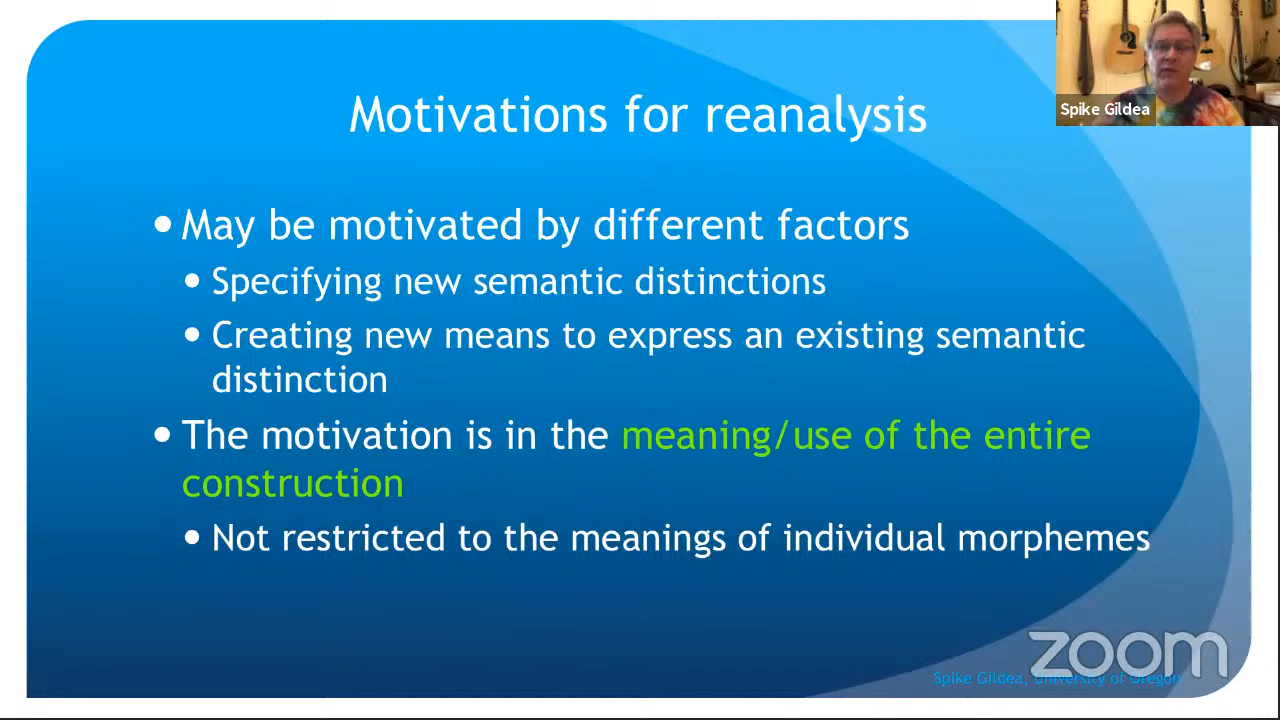 Spike Gildea
Motivations for reanalysis
• May be motivated by different factors
• Specifying new semantic distinctions
• Creating new means to express an existing semantic
distinction
• The motivation is in the meaning/use of the entire
construction
• Not restricted to the meanings of individual morphemes
zoom
Spike Gildea, University of Oregon